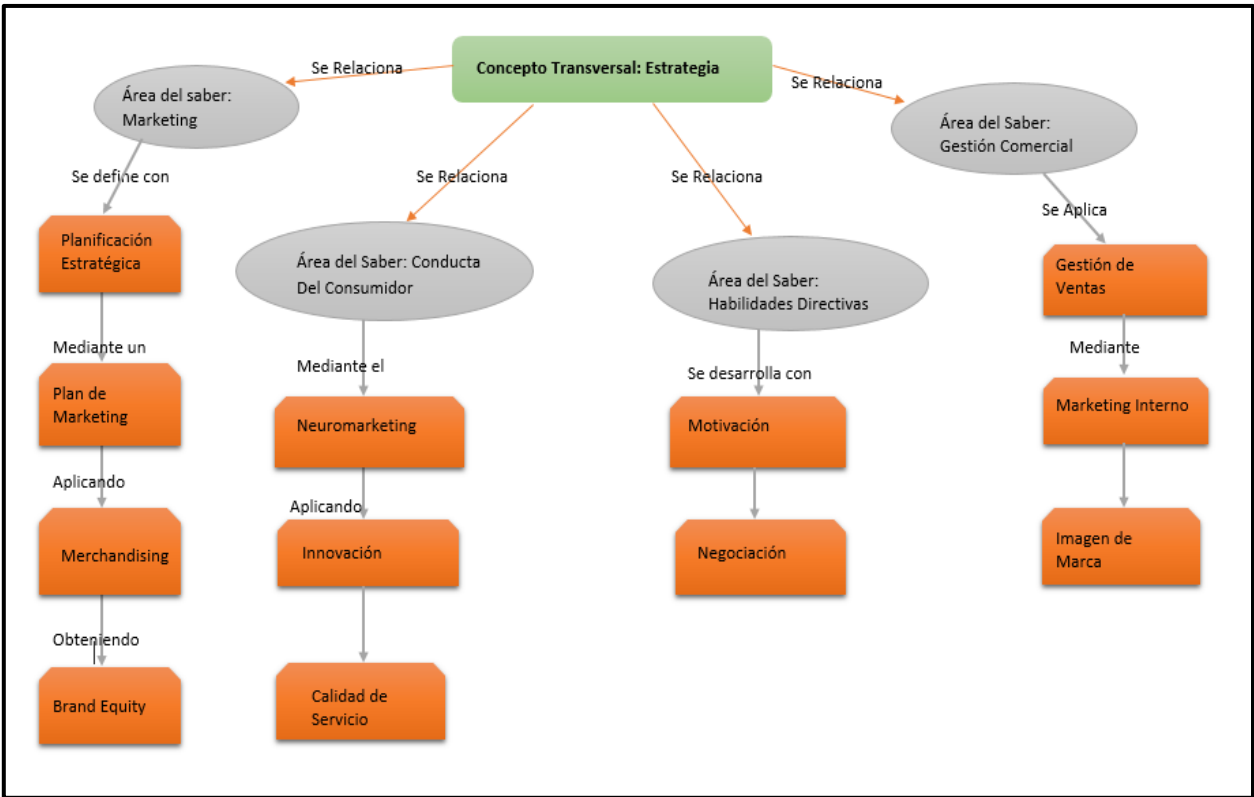 Concepto Transversal: Estrategia
Se Relaciona
Área del saber:
Marketing
Se define con
Planificación
Estratégica
Mediante un
Plan de
Marketing
Aplicando
Merchandising
Obteniendo
Brand Equity
Se Relaciona
Área del Saber: Conducta
Del Consumidor
Mediante el
Neuromarketing
Aplicando
Innovación
Calidad de
Servicio
Se Relaciona
Área del Saber:
Habilidades Directivas
Se desarrolla con
Motivación
Negociación
Se Relaciona
Área del Saber:
Gestión Comercial
Se Aplica
Gestión de
Ventas
Mediante
Marketing Interno
Imagen de
Marca